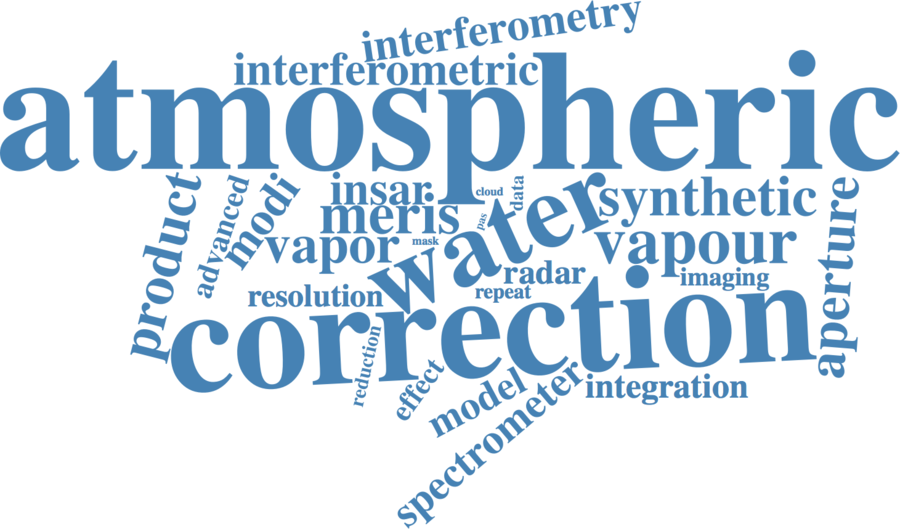 interferometry
interferometric
atmospheric
product
advanced
modi
insar
cloud
data
meris
pas
water
synthetic
aperture
vapor
mask
vapour
radar
imaging
resolution
repeat
correction
reduction
effect
model
integration
spectrometer